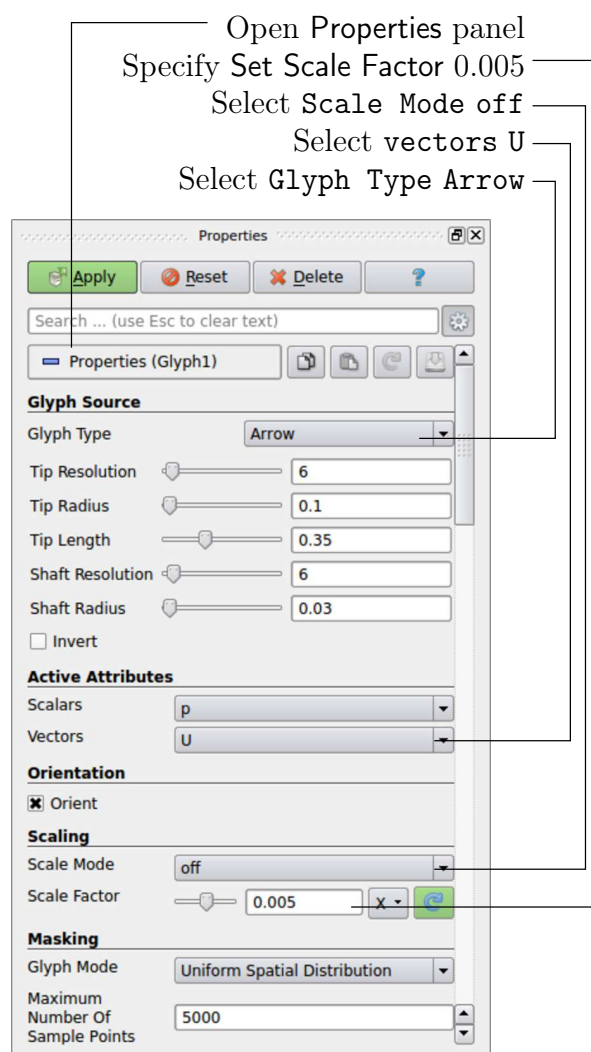 Open Properties panel
Specify Set Scale Factor 0.005
Select Scale Mode off
Select vectors U
Select Glyph Type Arrow
Properties
Apply Reset Delete ?
Search ... (use Esc to clear text)
Properties (Glyph1)
Glyph Source
Glyph Type Arrow
Tip Resolution 6
Tip Radius 0.1
Tip Length 0.35
Shaft Resolution 6
Shaft Radius 0.03
Invert
Active Attributes
Scalars p
Vectors U
Orientation
Orient
Scaling
Scale Mode off
Scale Factor 0.005 X
Masking
Glyph Mode Uniform Spatial Distribution
Maximum
Number Of 5000
Sample Points